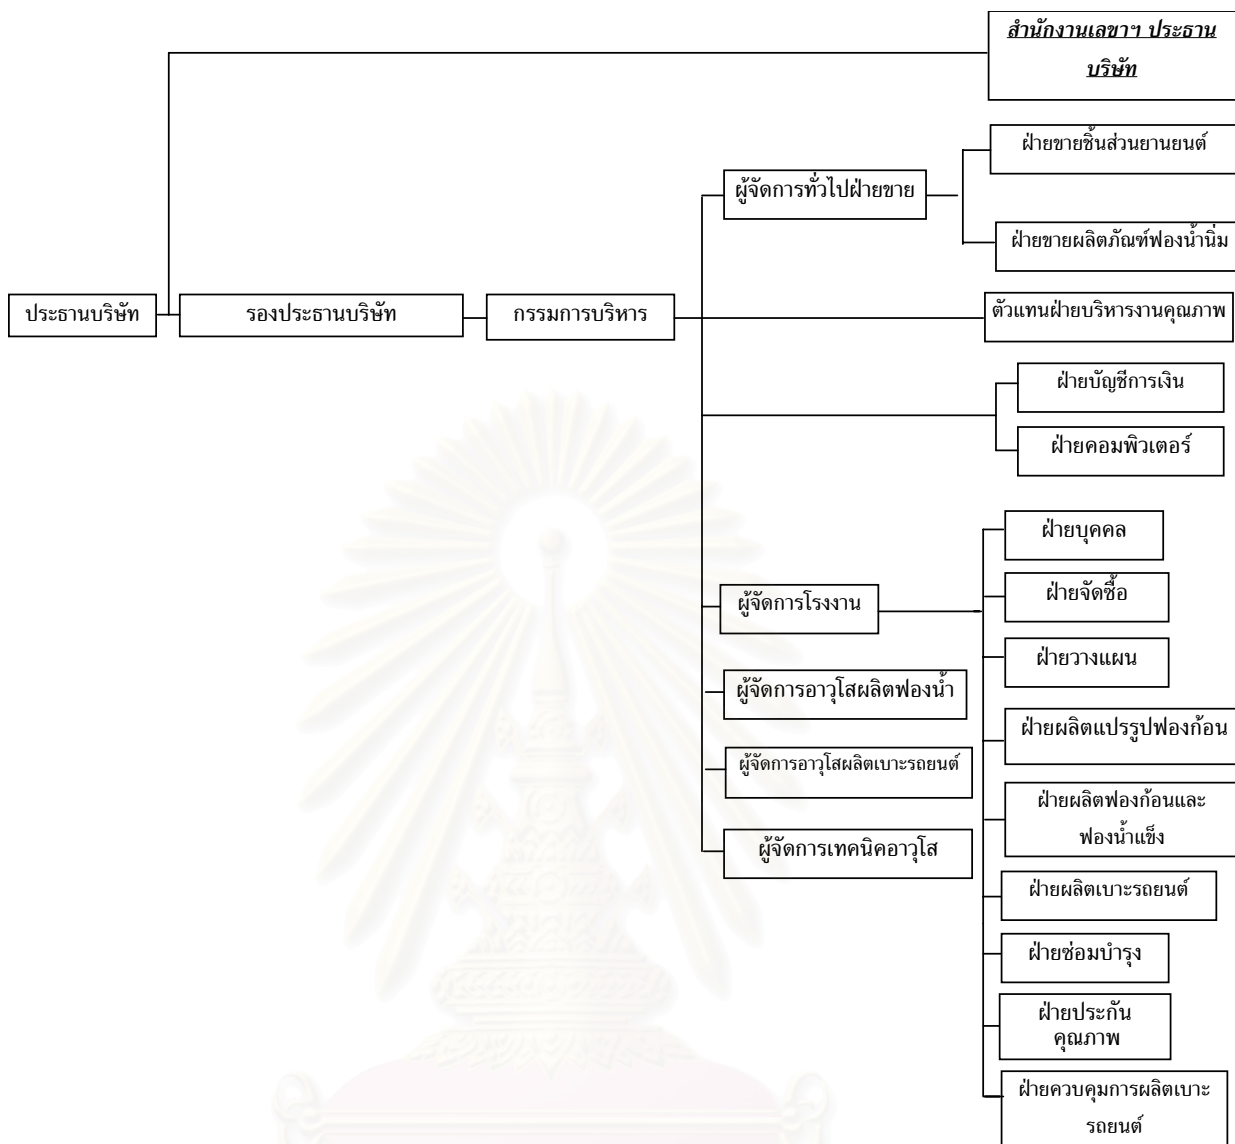 สำนักงานเลขาฯ ประธาน
บริษัท
ฝ่ายขายชิ้นส่วนยานยนต์
ผู้จัดการทั่วไปฝ่ายขาย
ฝ่ายขายผลิตภัณฑ์ฟองน้ำนิ่ม
ประธานบริษัท
รองประธานบริษัท
กรรมการบริหาร
ตัวแทนฝ่ายบริหารงานคุณภาพ
ฝ่ายบัญชีการเงิน
ฝ่ายคอมพิวเตอร์
ฝ่ายบุคคล
ผู้จัดการโรงงาน
ฝ่ายจัดซื้อ
ฝ่ายวางแผน
ผู้จัดการอาวุโสผลิตฟองน้ำ
ฝ่ายผลิตแปรรูปฟองก้อน
ผู้จัดการอาวุโสผลิตเบาะรถยนต์
ฝ่ายผลิตฟองก้อนและ
ฟองน้ำแข็ง
ผู้จัดการเทคนิคอาวุโส
ฝ่ายผลิตเบาะรถยนต์
ฝ่ายซ่อมบำรุง
ฝ่ายประกัน
คุณภาพ
ฝ่ายควบคุมการผลิตเบาะ
รถยนต์